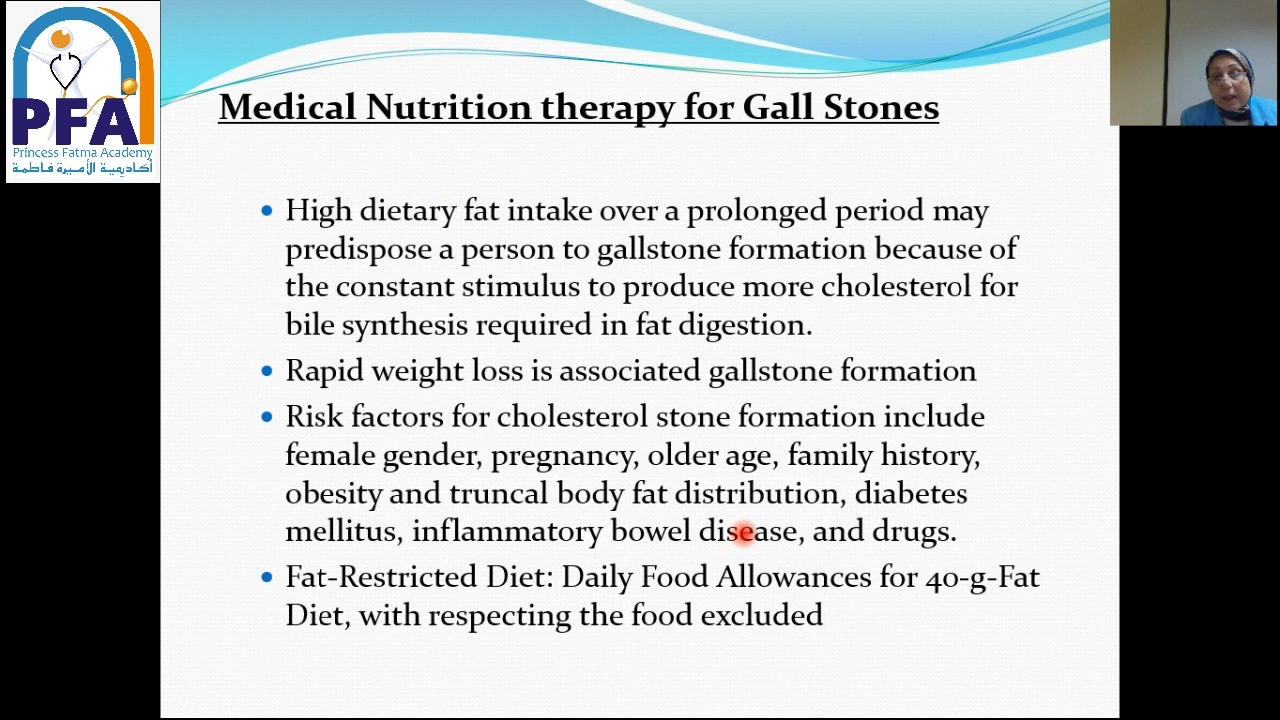 PFA
Princess Fatma Academy
أكاديمية الأميرة فاطمة
Medical Nutrition therapy for Gall Stones
• High dietary fat intake over a prolonged period may
predispose a person to gallstone formation because of
the constant stimulus to produce more cholesterol for
bile synthesis required in fat digestion.
• Rapid weight loss is associated gallstone formation
• Risk factors for cholesterol stone formation include
female gender, pregnancy, older age, family history,
obesity and truncal body fat distribution, diabetes
mellitus, inflammatory bowel disease, and drugs.
• Fat-Restricted Diet: Daily Food Allowances for 40-g-Fat
Diet, with respecting the food excluded